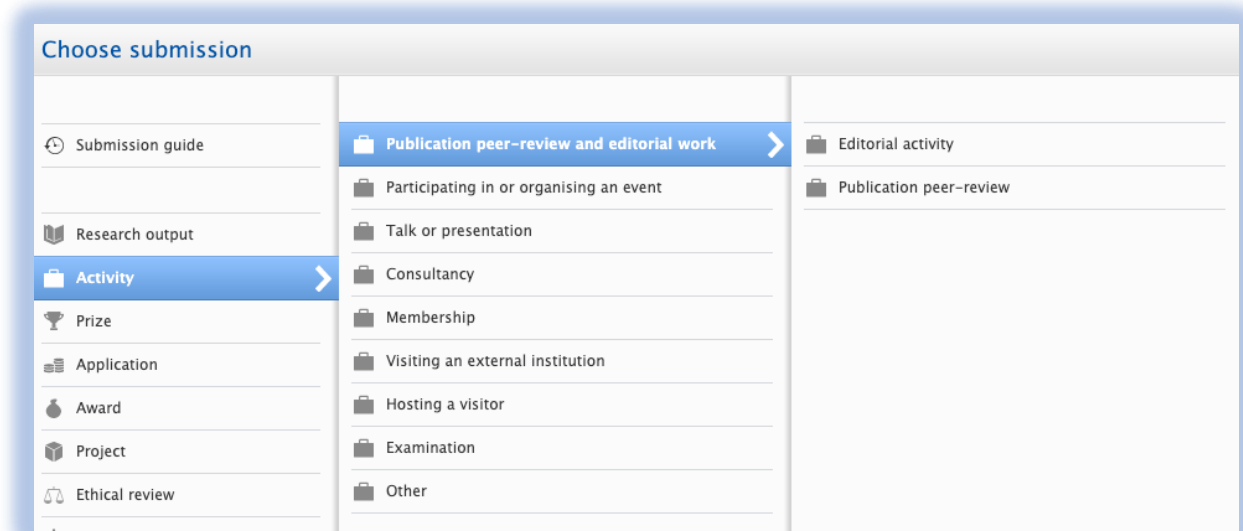 Choose submission
Submission guide
Research output
Activity
Prize
Application
Award
Project
Ethical review
Publication peer-review and editorial work
Participating in or organising an event
Talk or presentation
Consultancy
Membership
Visiting an external institution
Hosting a visitor
Examination
Other
Editorial activity
Publication peer-review